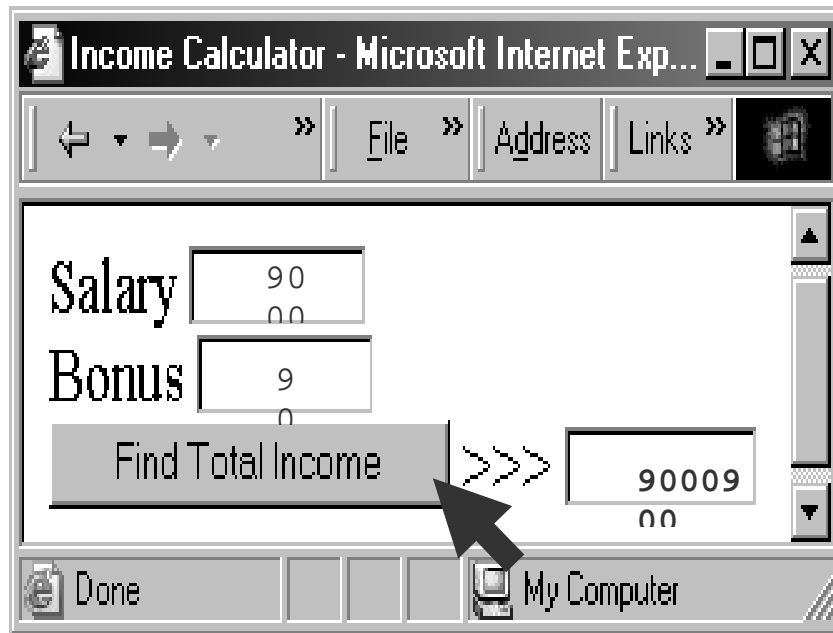 Income Calculator - Microsoft Internet Exp...
» File » Address Links »
Salary 90
00
Bonus 9
0
Find Total Income >>> 90009
00
Done My Computer